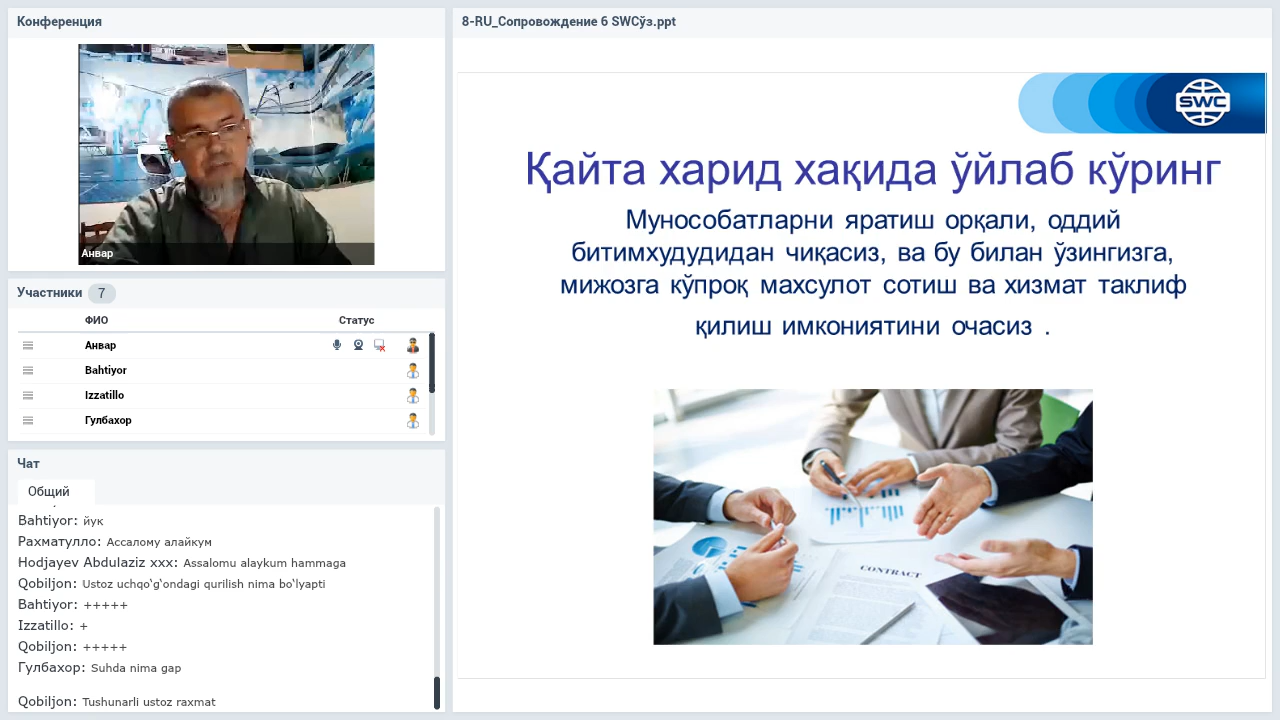 Конференция
Анвар
Участники 7
ФИО Статус
Анвар
Bahtiyor
Izzatillo
Гулбахор
Чат
Общий
Bahtiyor: йук
Рахматулло: Ассалому алайкум
Hodjayev Abdulaziz xxx: Assalomu alaykum hammaga
Qobiljon: Ustoz uchqo‘g‘ondagi qurilish nima bo‘lyapti
Bahtiyor: +++++
Izzatillo: +
Qobiljon: +++++
Гулбахор: Suhda nima gap
Qobiljon: Tushunarli ustoz raxmat
8-RU_Сопровождение 6 SWCўз.ppt
SWC
Қайта харид хақида ўйлаб кўринг
Муносабатларни яратиш орқали, оддий
битимхудудидан чиқасиз, ва бу билан ўзингизга,
мижозга кўпроқ махсулот сотиш ва хизмат таклиф
қилиш имкониятини очасиз .
CONTRACT